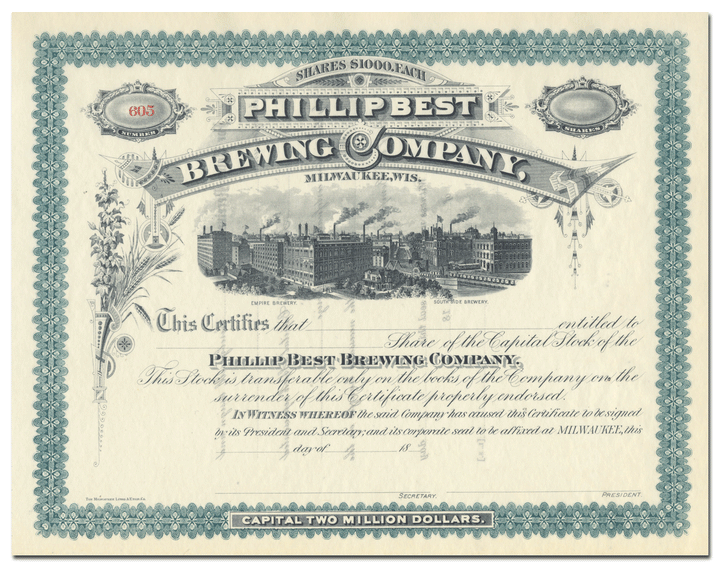 SHARES $1000, EACH
605
NUMBER
SHARES
PHILLIP BEST
BREWING COMPANY,
MILWAUKEE, WIS.
EMPIRE BREWERY.
SOUTH SIDE BREWERY.
This Certifies that entitled to
Share of the Capital Stock of the
PHILLIP BEST BREWING COMPANY,
This Stock is transferable only on the books of the Company on the
surrender of this Certificate properly endorsed.
IN WITNESS WHEREOF the said Company has caused this Certificate to be signed
by its President and Secretary and its corporate seal to be affixed at MILWAUKEE, this
day of 18
SECRETARY. PRESIDENT.
CAPITAL TWO MILLION DOLLARS.